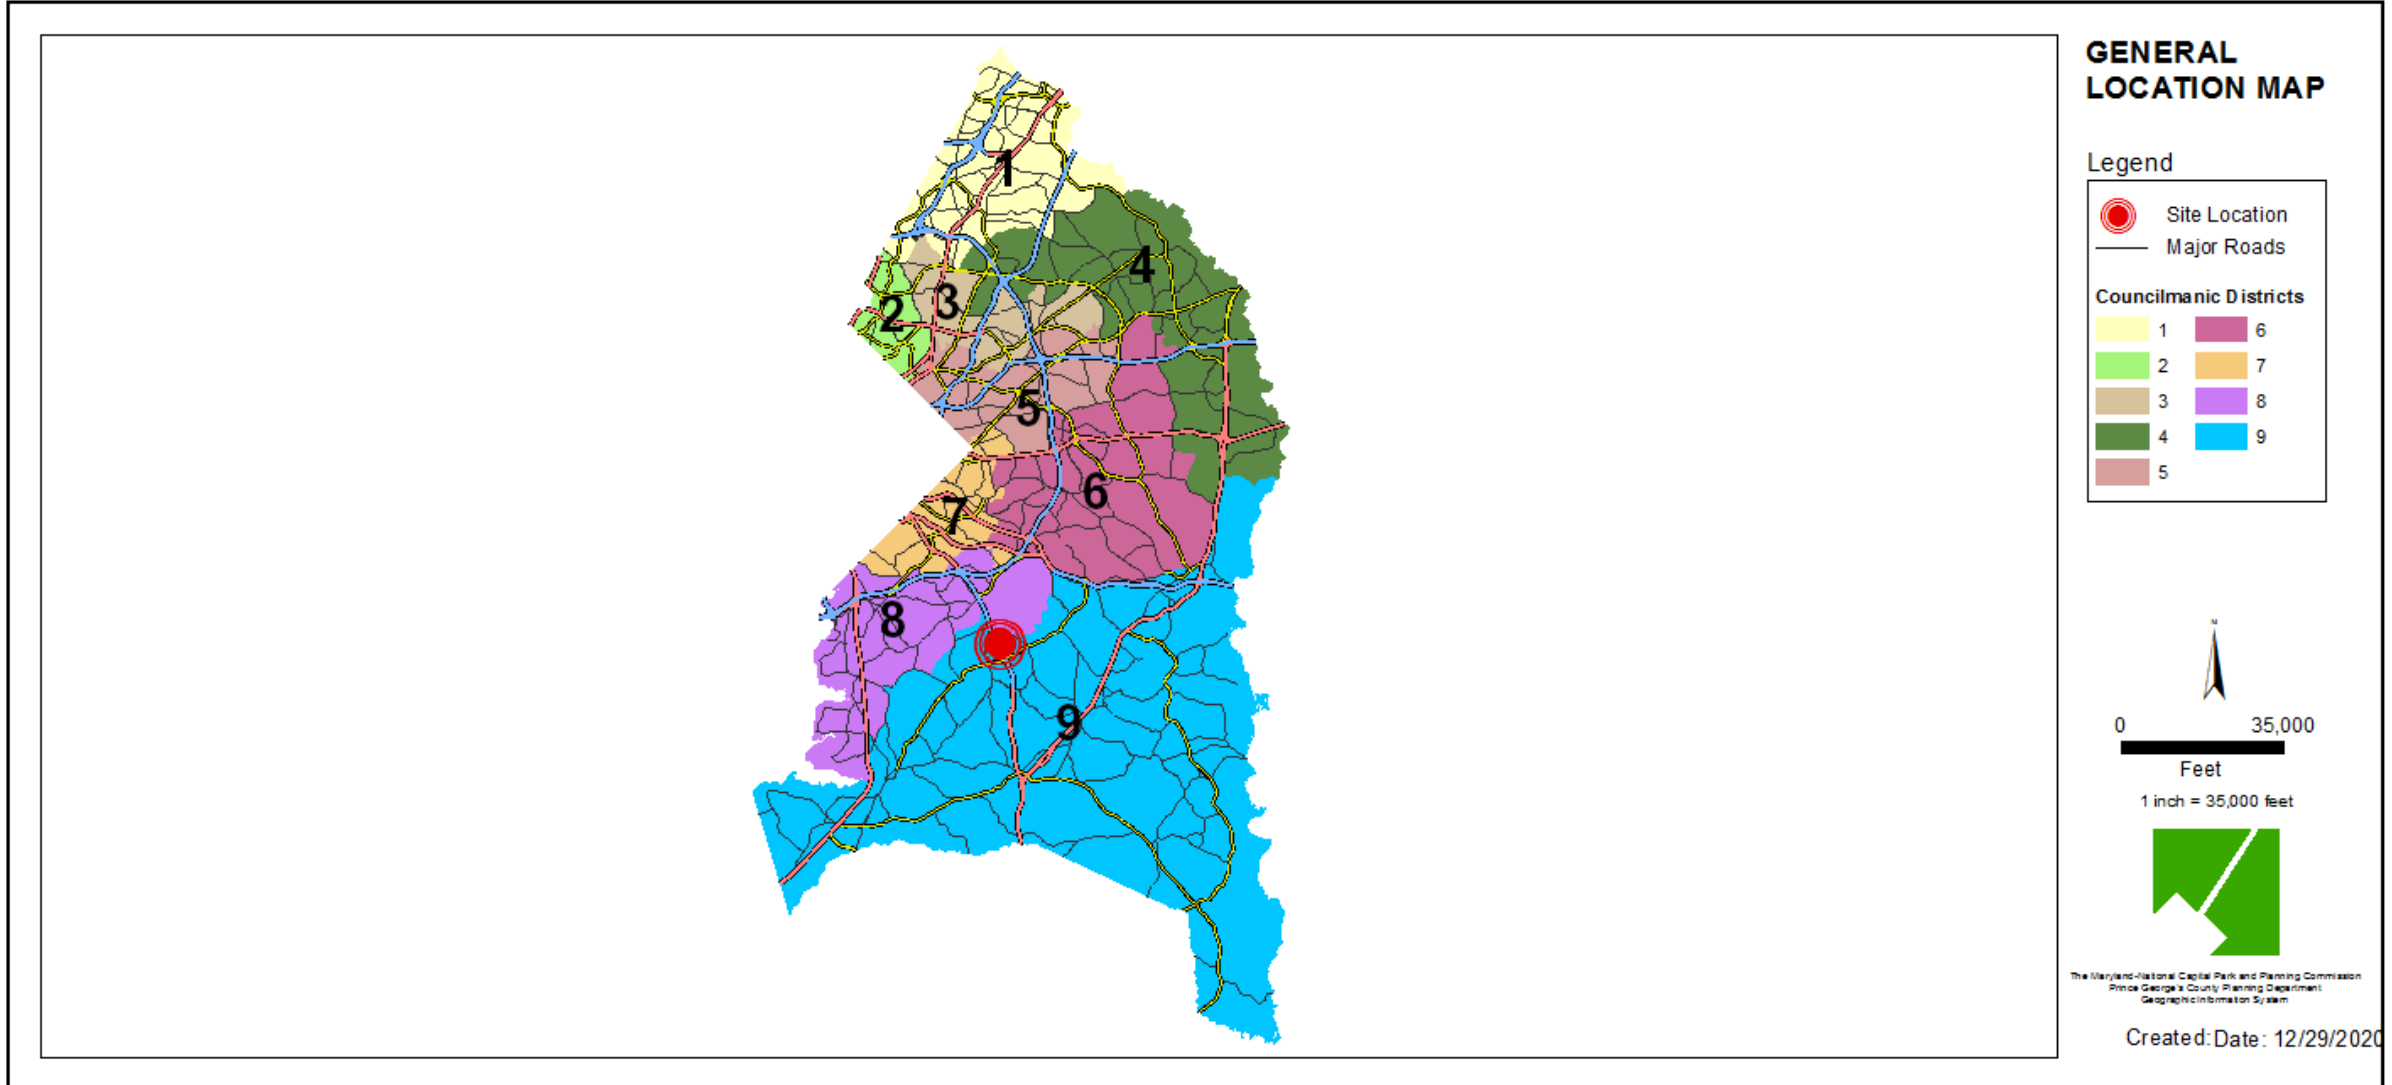 GENERAL
LOCATION MAP
Legend
Site Location
Major Roads
Councilmanic Districts
1 6
2 7
3 8
4 9
5
1
4
3
2
5
6
7
8
9
N
0 35,000
Feet
1 inch = 35,000 feet
The Maryland-National Capital Park and Planning Commission
Prince George's County Planning Department
Geographic Information System
Created: Date: 12/29/2020